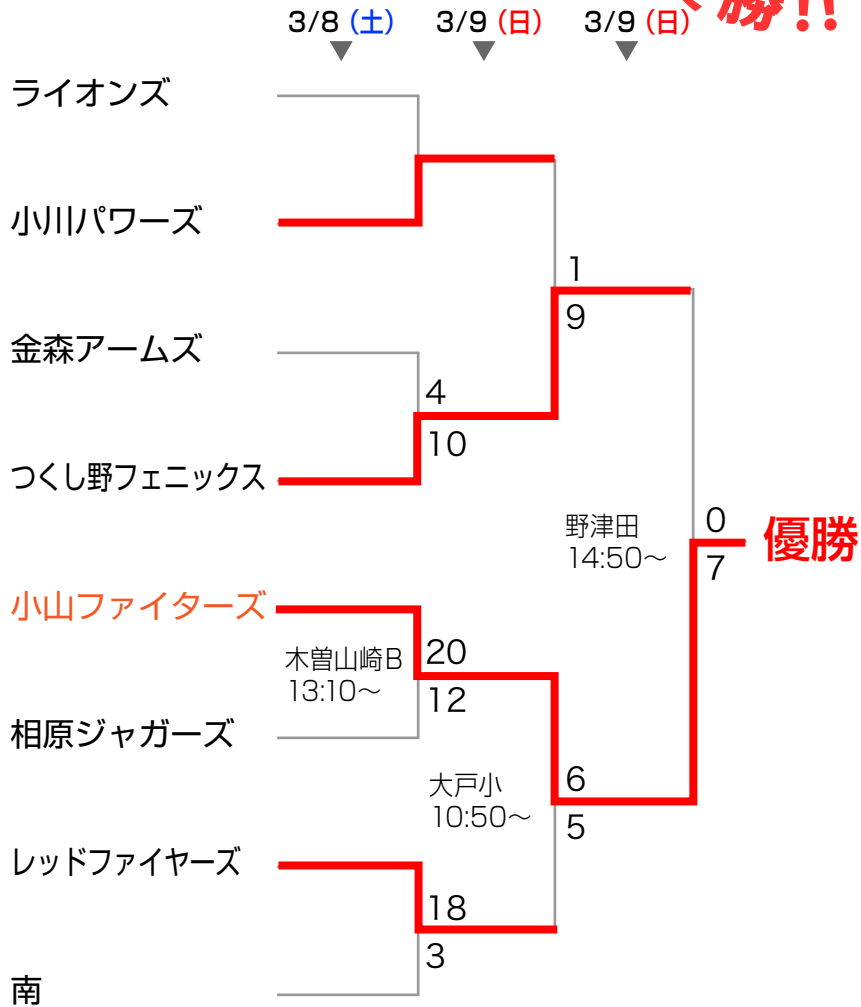 3/8 (土) 3/9 (日) 3/9 (日)
勝!!
ライオンズ
小川パワーズ
1
9
金森アームズ
4
10
つくし野フェニックス
野津田
14:50〜
0
7
優勝
小山ファイターズ
木曽山崎B
13:10〜
20
12
相原ジャガーズ
大戸小
10:50〜
6
5
レッドファイヤーズ
18
3
南